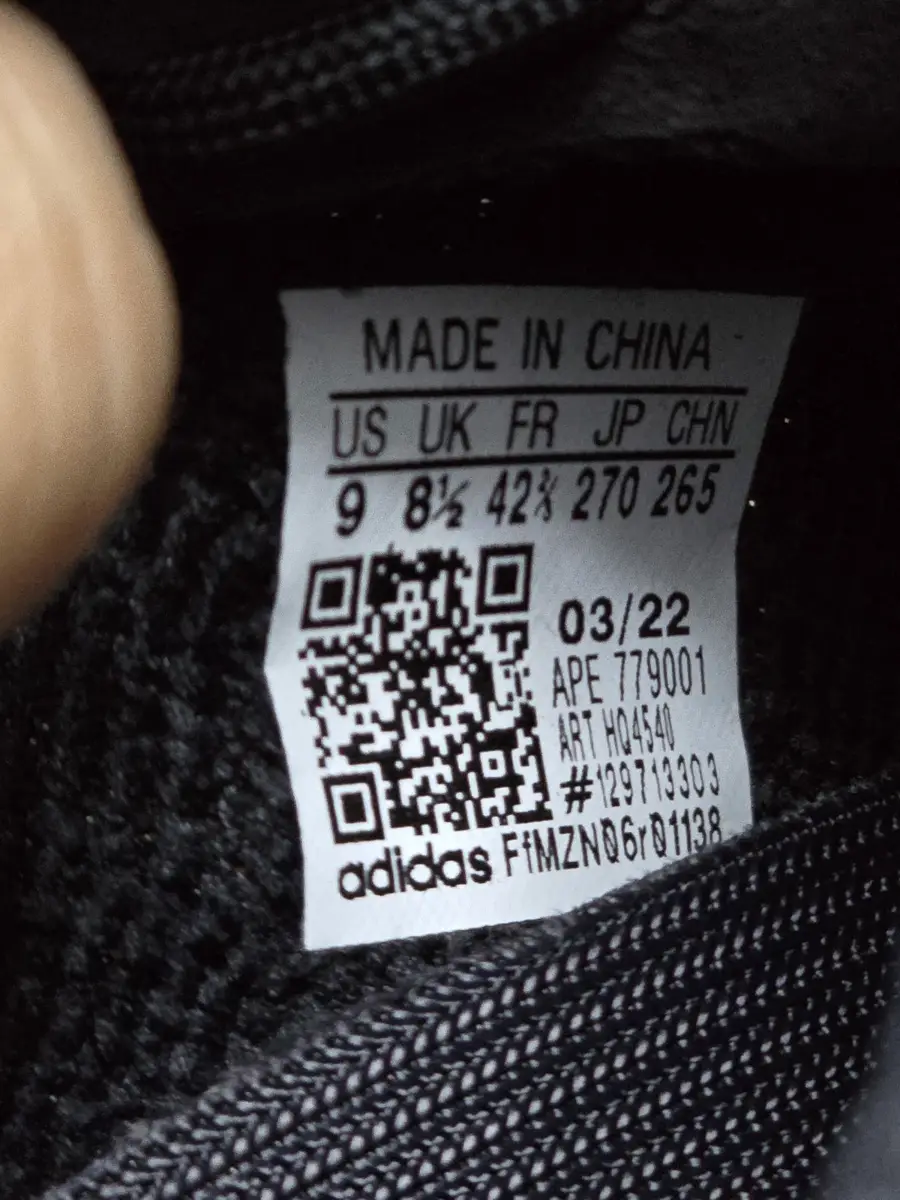 MADE IN CHINA
US UK FR JP CHN
9 8½ 42⅔ 270 265
03/22
APE 779001
ART HQ4540
#129713303
adidas FfMZNQ6rQ1138